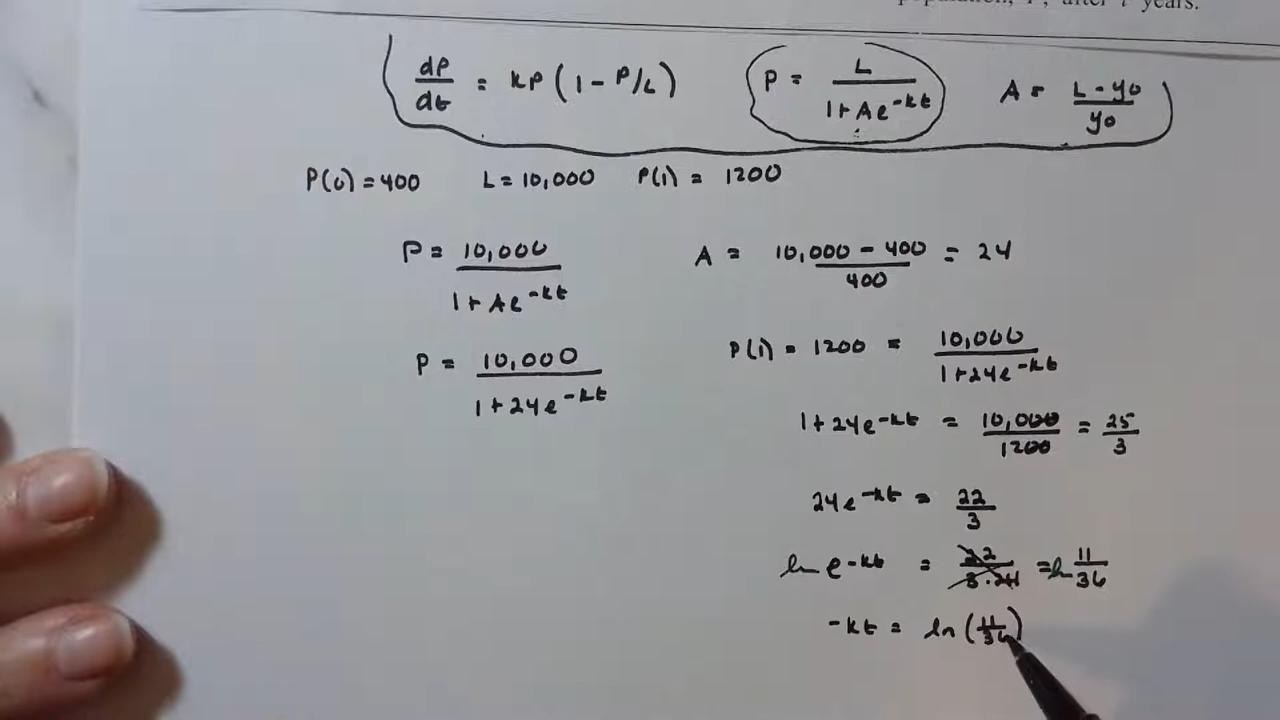 population, P, after t years.
dP/dt = kP (1 - P/L) P = L/(1+Ae^-kt) A = (L - y0)/y0
P(0) = 400 L = 10,000 P(1) = 1200
P = 10,000/(1+Ae^-kt) A = (10,000 - 400)/400 = 24
P = 10,000/(1+24e^-kt) P(1) = 1200 = 10,000/(1+24e^-kt)
1+24e^-kt = 10,000/1200 = 25/3
24e^-kt = 22/3
ln e^-kt = 22/(3·24) = ln 11/36
-kt = ln(11/36)